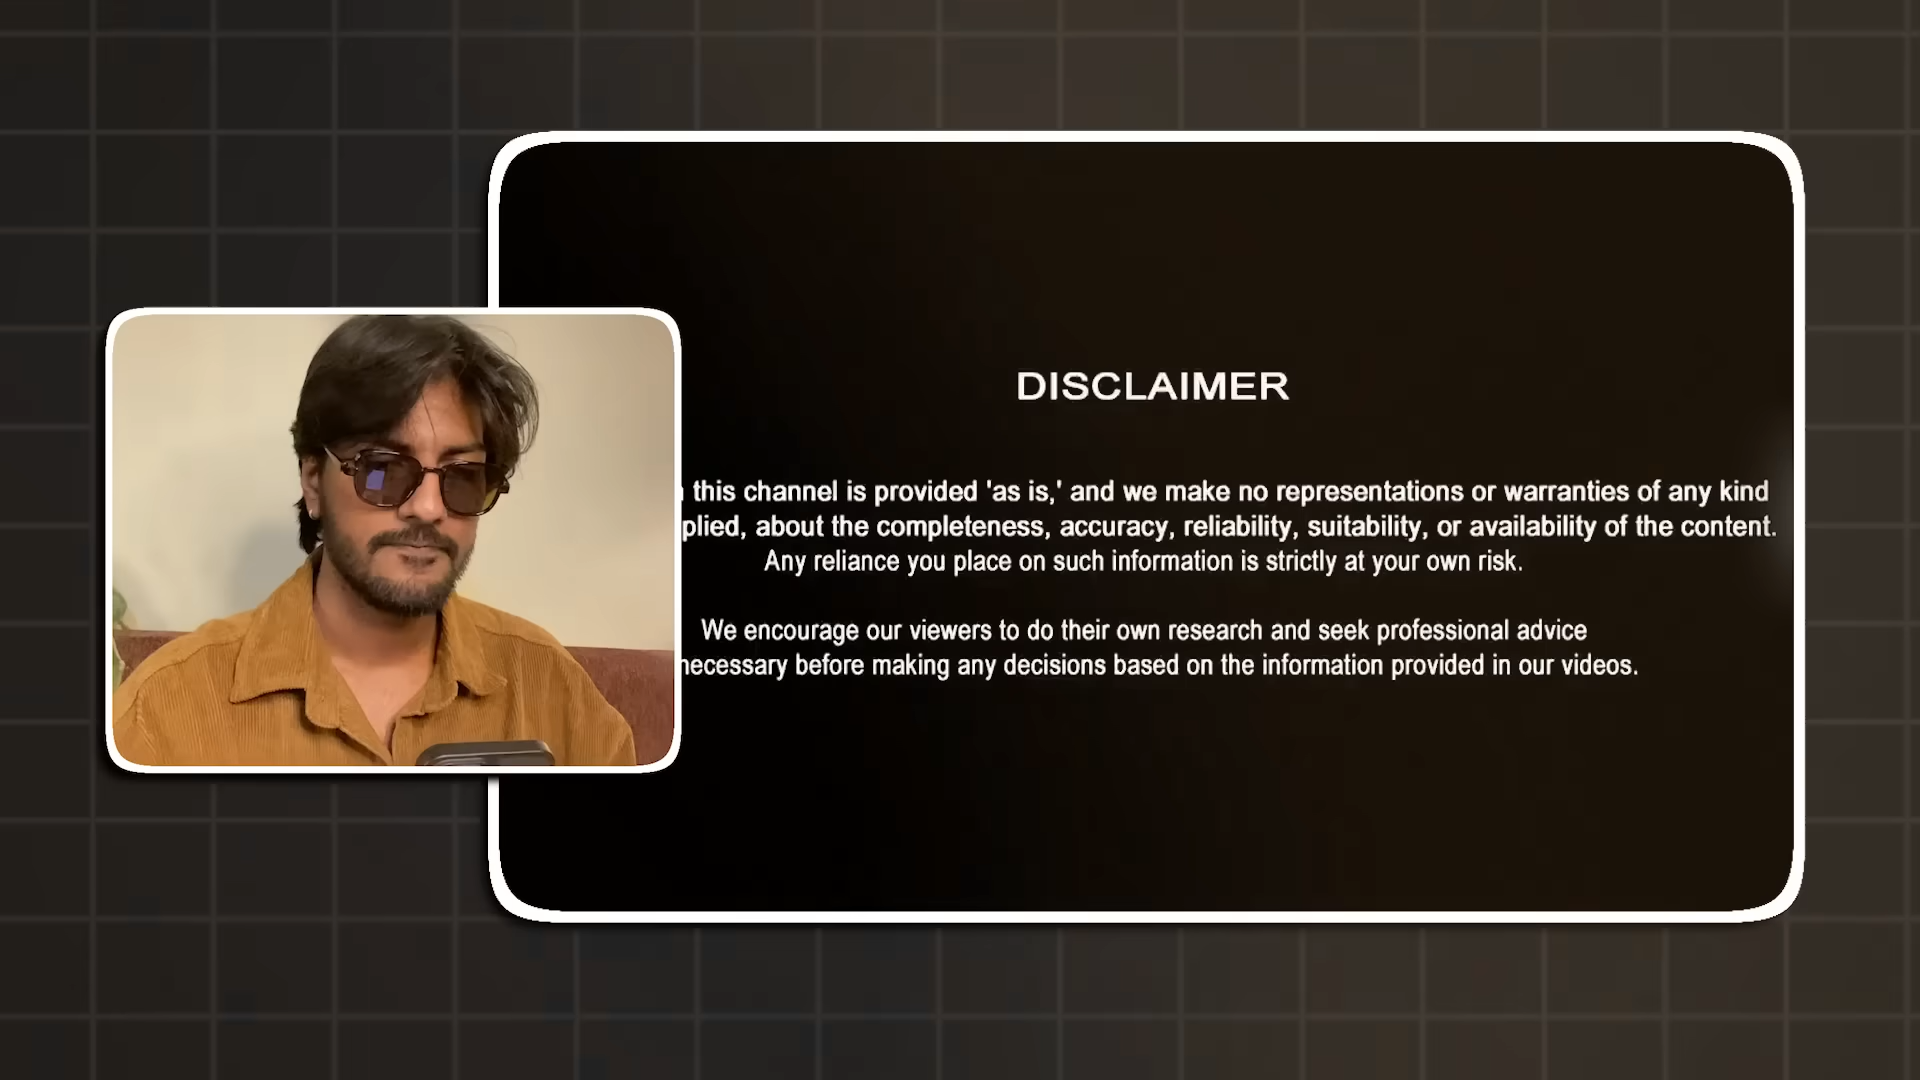 DISCLAIMER
this channel is provided 'as is,' and we make no representations or warranties of any kind
plied, about the completeness, accuracy, reliability, suitability, or availability of the content.
Any reliance you place on such information is strictly at your own risk.
We encourage our viewers to do their own research and seek professional advice
necessary before making any decisions based on the information provided in our videos.